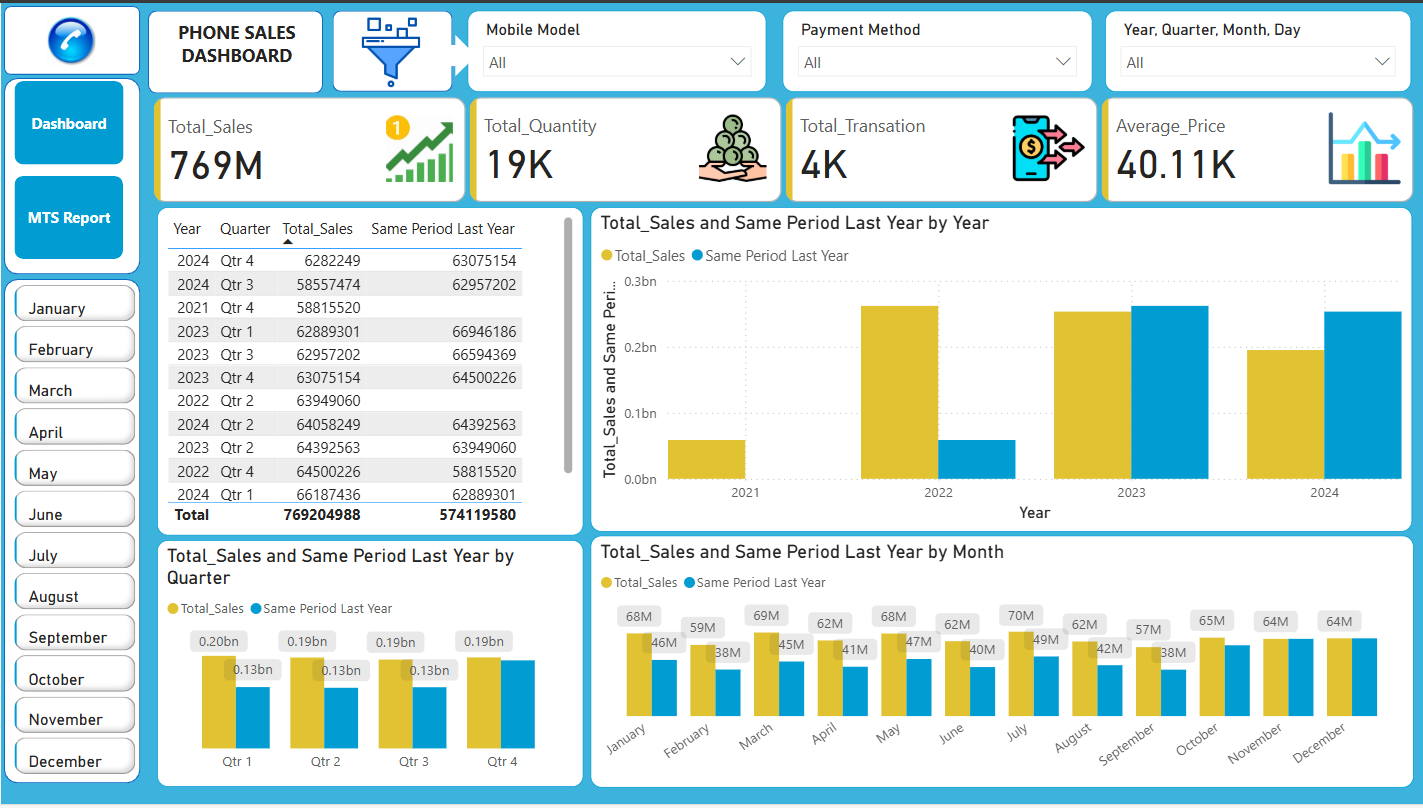 PHONE SALES
DASHBOARD
Mobile Model
All
Payment Method
All
Year, Quarter, Month, Day
All
Dashboard
MTS Report
January
February
March
April
May
June
July
August
September
October
November
December
Total_Sales
769M
1
Total_Quantity
19K
Total_Transation
4K
$
Average_Price
40.11K
Year Quarter Total_Sales Same Period Last Year
2024 Qtr 4 6282249 63075154
2024 Qtr 3 58557474 62957202
2021 Qtr 4 58815520
2023 Qtr 1 62889301 66946186
2023 Qtr 3 62957202 66594369
2023 Qtr 4 63075154 64500226
2022 Qtr 2 63949060
2024 Qtr 2 64058249 64392563
2023 Qtr 2 64392563 63949060
2022 Qtr 4 64500226 58815520
2024 Qtr 1 66187436 62889301
Total 769204988 574119580
Total_Sales and Same Period Last Year by Year
Total_Sales Same Period Last Year
Total_Sales and Same Peri...
0.3bn
0.2bn
0.1bn
0.0bn
2021 2022 2023 2024
Year
Total_Sales and Same Period Last Year by
Quarter
Total_Sales Same Period Last Year
0.20bn 0.19bn 0.19bn 0.19bn
0.13bn 0.13bn 0.13bn
Qtr 1 Qtr 2 Qtr 3 Qtr 4
Total_Sales and Same Period Last Year by Month
Total_Sales Same Period Last Year
68M 59M 69M 62M 68M 62M 70M 62M 57M 65M 64M 64M
46M 38M 45M 41M 47M 40M 49M 42M 38M
January February March April May June July August September October November December